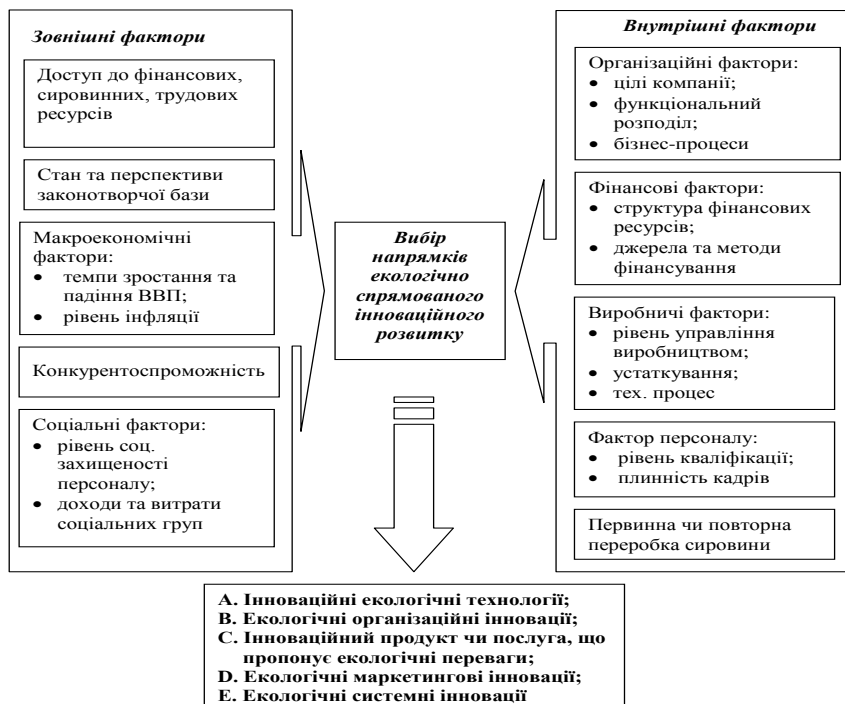 Зовнішні фактори
Доступ до фінансових,
сировинних, трудових
ресурсів
Стан та перспективи
законотворчої бази
Макроекономічні
фактори:
• темпи зростання та
падіння ВВП;
• рівень інфляції
Конкурентоспроможність
Соціальні фактори:
• рівень соц.
захищеності
персоналу;
• доходи та витрати
соціальних груп
Вибір
напрямків
екологічно
спрямованого
інноваційного
розвитку
Внутрішні фактори
Організаційні фактори:
• цілі компанії;
• функціональний
розподіл;
• бізнес-процеси
Фінансові фактори:
• структура фінансових
ресурсів;
• джерела та методи
фінансування
Виробничі фактори:
• рівень управління
виробництвом;
• устаткування;
• тех. процес
Фактор персоналу:
• рівень кваліфікації;
• плинність кадрів
Первинна чи повторна
переробка сировини
A. Інноваційні екологічні технології;
B. Екологічні організаційні інновації;
C. Інноваційний продукт чи послуга, що
пропонує екологічні переваги;
D. Екологічні маркетингові інновації;
E. Екологічні системні інновації